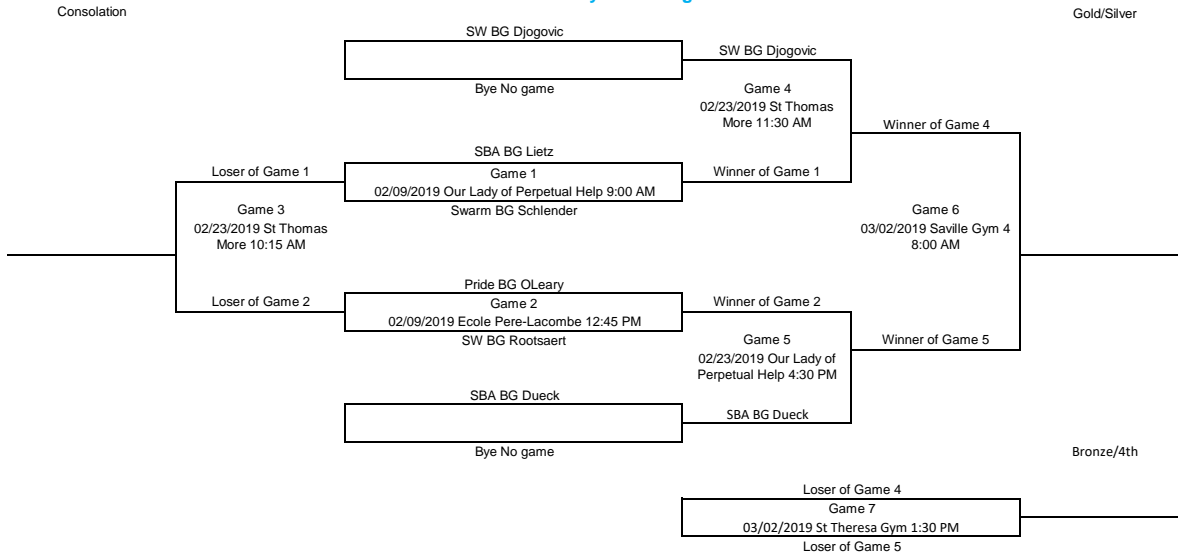 Consolation
Gold/Silver
SW BG Djogovic
SW BG Djogovic
Bye No game
Game 4
02/23/2019 St Thomas
More 11:30 AM
Winner of Game 4
SBA BG Lietz
Loser of Game 1
Game 1
Winner of Game 1
02/09/2019 Our Lady of Perpetual Help 9:00 AM
Swarm BG Schlender
Game 3
02/23/2019 St Thomas
More 10:15 AM
Game 6
03/02/2019 Saville Gym 4
8:00 AM
Pride BG OLeary
Loser of Game 2
Game 2
Winner of Game 2
02/09/2019 Ecole Pere-Lacombe 12:45 PM
SW BG Rootsaert
Game 5
02/23/2019 Our Lady of
Perpetual Help 4:30 PM
Winner of Game 5
SBA BG Dueck
SBA BG Dueck
Bye No game
Bronze/4th
Loser of Game 4
Game 7
03/02/2019 St Theresa Gym 1:30 PM
Loser of Game 5